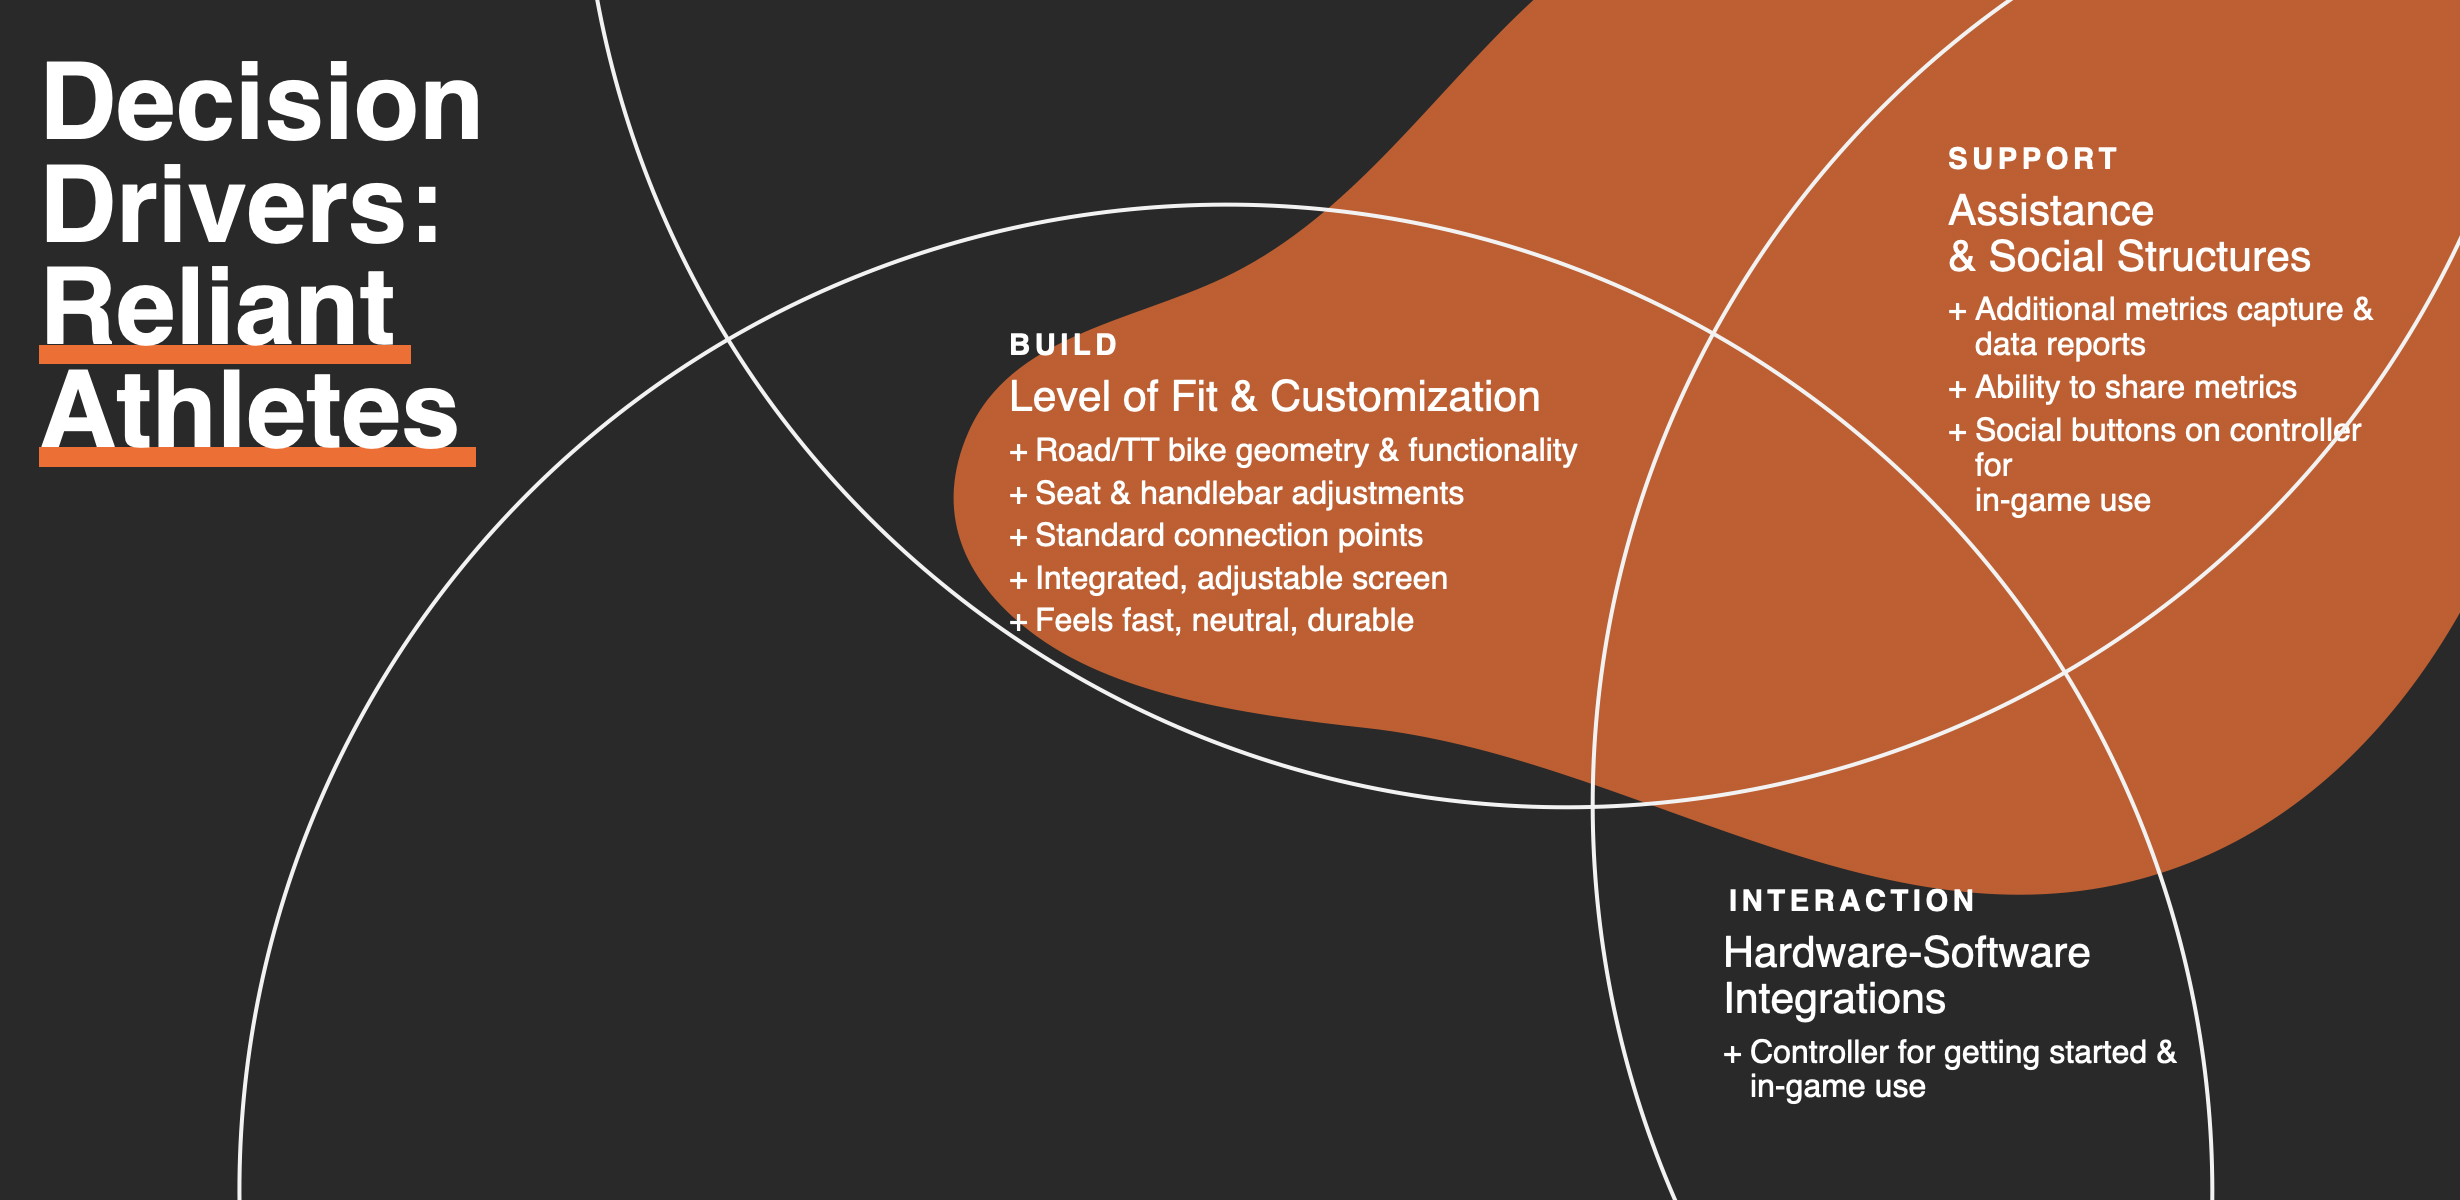 Decision
Drivers:
Reliant
Athletes
BUILD
Level of Fit & Customization
+ Road/TT bike geometry & functionality
+ Seat & handlebar adjustments
+ Standard connection points
+ Integrated, adjustable screen
+ Feels fast, neutral, durable
SUPPORT
Assistance
& Social Structures
+ Additional metrics capture &
data reports
+ Ability to share metrics
+ Social buttons on controller
for
in-game use
INTERACTION
Hardware-Software
Integrations
+ Controller for getting started &
in-game use